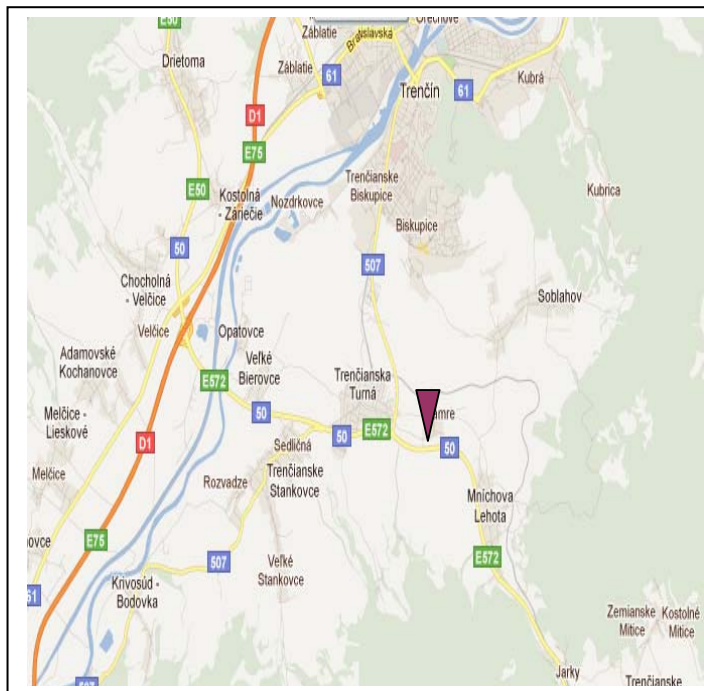 E50
Orechové
Záblatie
Bratislavská
Drietoma
Záblatie
61
Kubrá
Trenčín
61
D1
E75
Trenčianske
Biskupice
Kubrica
E50
Kostolná
- Záriečie
Nozdrkovce
Biskupice
50
507
Chocholná
- Velčice
Soblahov
Velčice
Opatovce
Adamovské
Kochanovce
Veľké
Bierovce
Trenčianska
Turná
E572
Melčice -
Lieskové
50
amre
Sedličná
50
E572
50
D1
Melčice
Rozvadze
Trenčianske
Stankovce
Mníchova
Lehota
ovce
E75
507
Veľké
Stankovce
E572
61
Krivosúd -
Bodovka
Zemianske
Mitice
Kostolné
Mitice
Jarky
Trenčianske
507